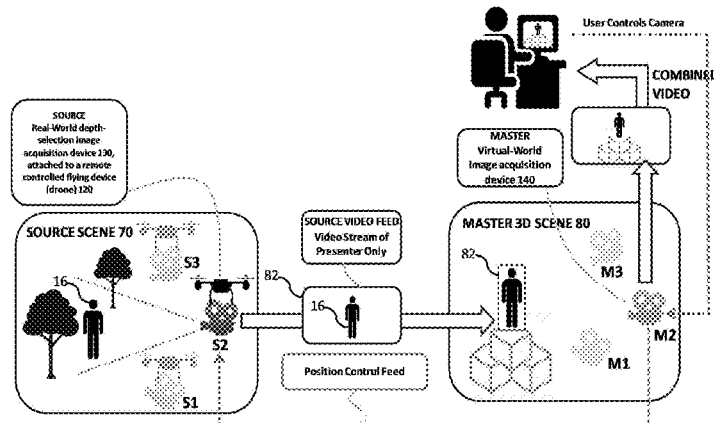 User Controls Camera
COMBINE
VIDEO
SOURCE
Real-World depth-
selection image
acquisition device 130,
attached to a remote
controlled flying device
(drone) 120
MASTER
Virtual-World
image acquisition
device 140
SOURCE VIDEO FEED
Video Stream of
Presenter Only
SOURCE SCENE 70
MASTER 3D SCENE 80
S3
82
82
M3
16
16
S2
M2
M1
Position Control Feed
S1